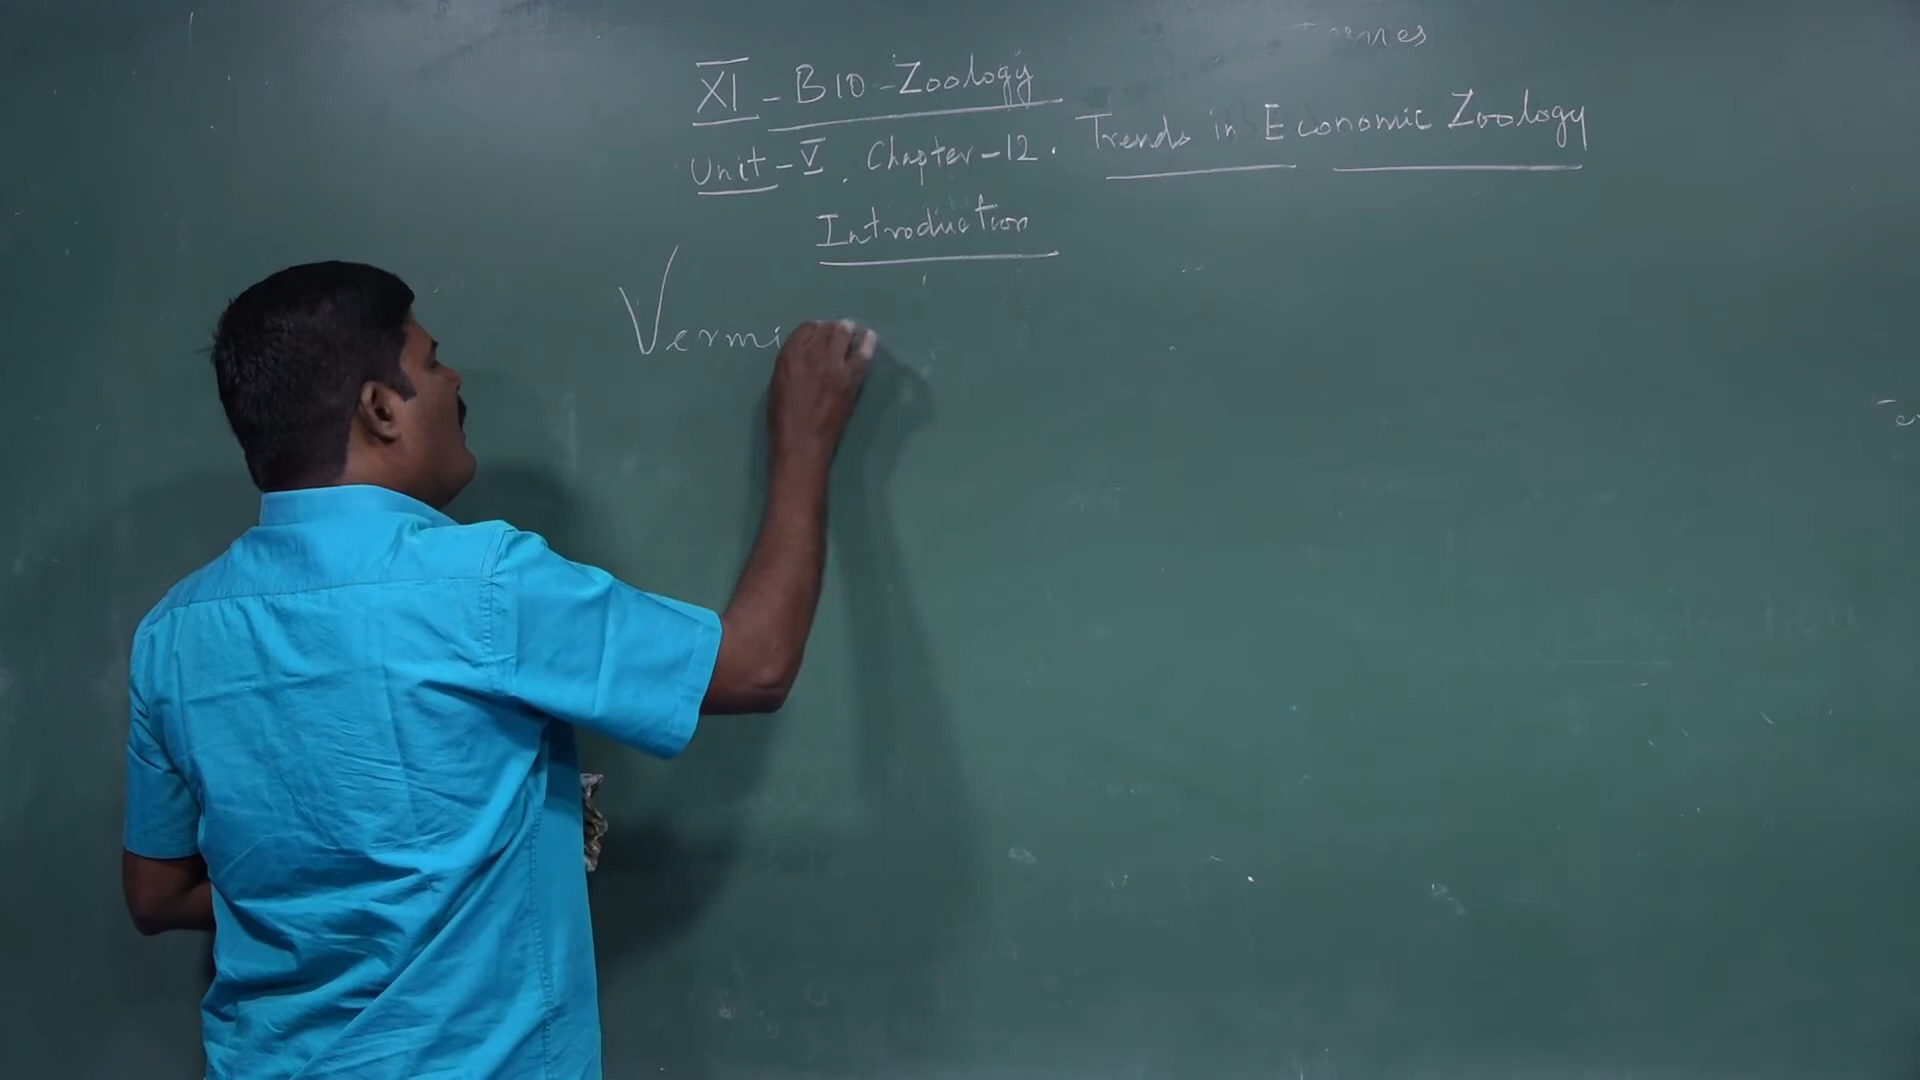 XI - BIO - Zoology
Unit - V . Chapter - 12 . Trends in Economic Zoology
Introduction
Vermi